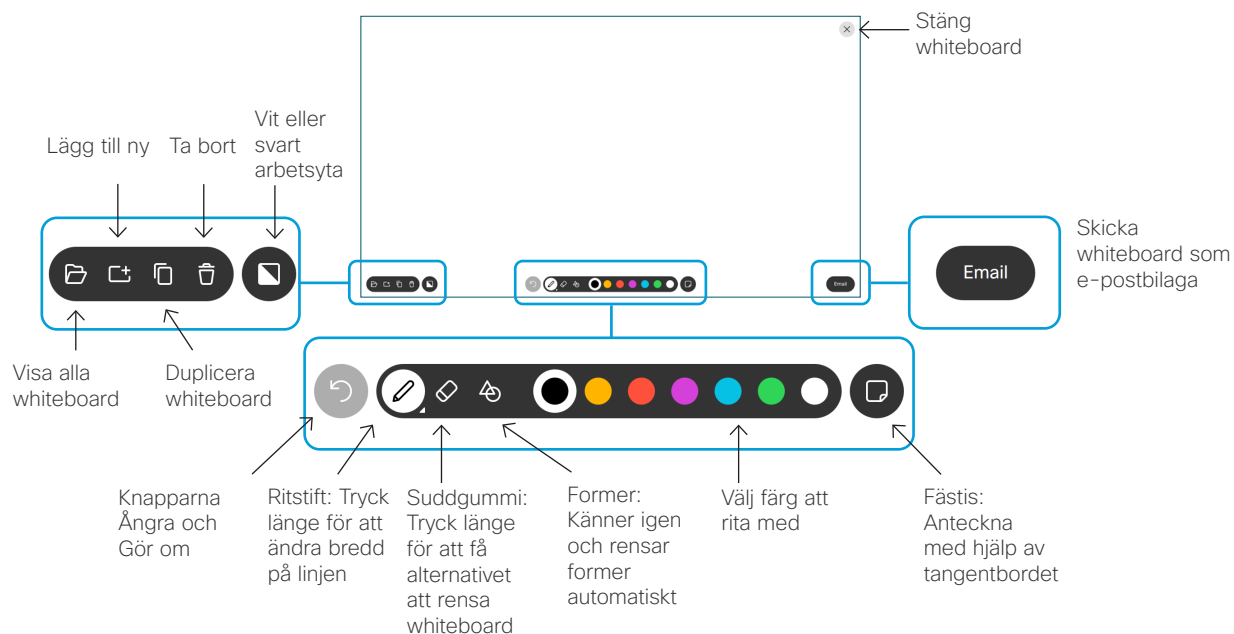 Stäng
whiteboard
Vit eller
svart
arbetsyta
Lägg till ny
Ta bort
Email
Email
Skicka
whiteboard som
e-postbilaga
Visa alla
whiteboard
Duplicera
whiteboard
Knapparna
Ångra och
Gör om
Ritstift: Tryck
länge för att
ändra bredd
på linjen
Suddgummi:
Tryck länge
för att få
alternativet
att rensa
whiteboard
Former:
Känner igen
och rensar
former
automatiskt
Välj färg att
rita med
Fästis:
Anteckna
med hjälp av
tangentbordet